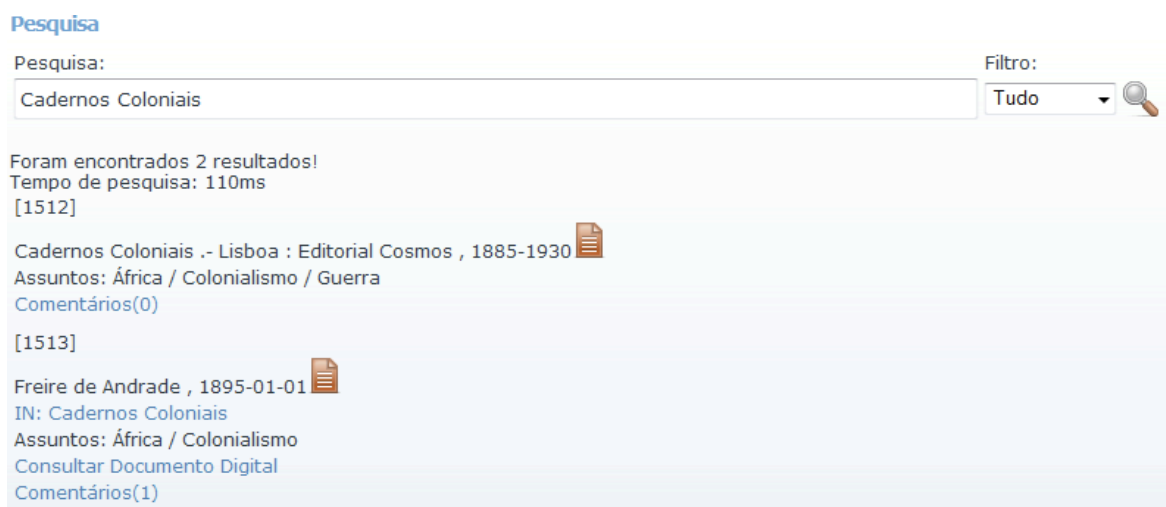 Pesquisa
Pesquisa: Filtro:
Cadernos Coloniais Tudo
Foram encontrados 2 resultados!
Tempo de pesquisa: 110ms
[1512]
Cadernos Coloniais .- Lisboa : Editorial Cosmos , 1885-1930
Assuntos: África / Colonialismo / Guerra
Comentários(0)
[1513]
Freire de Andrade , 1895-01-01
IN: Cadernos Coloniais
Assuntos: África / Colonialismo
Consultar Documento Digital
Comentários(1)